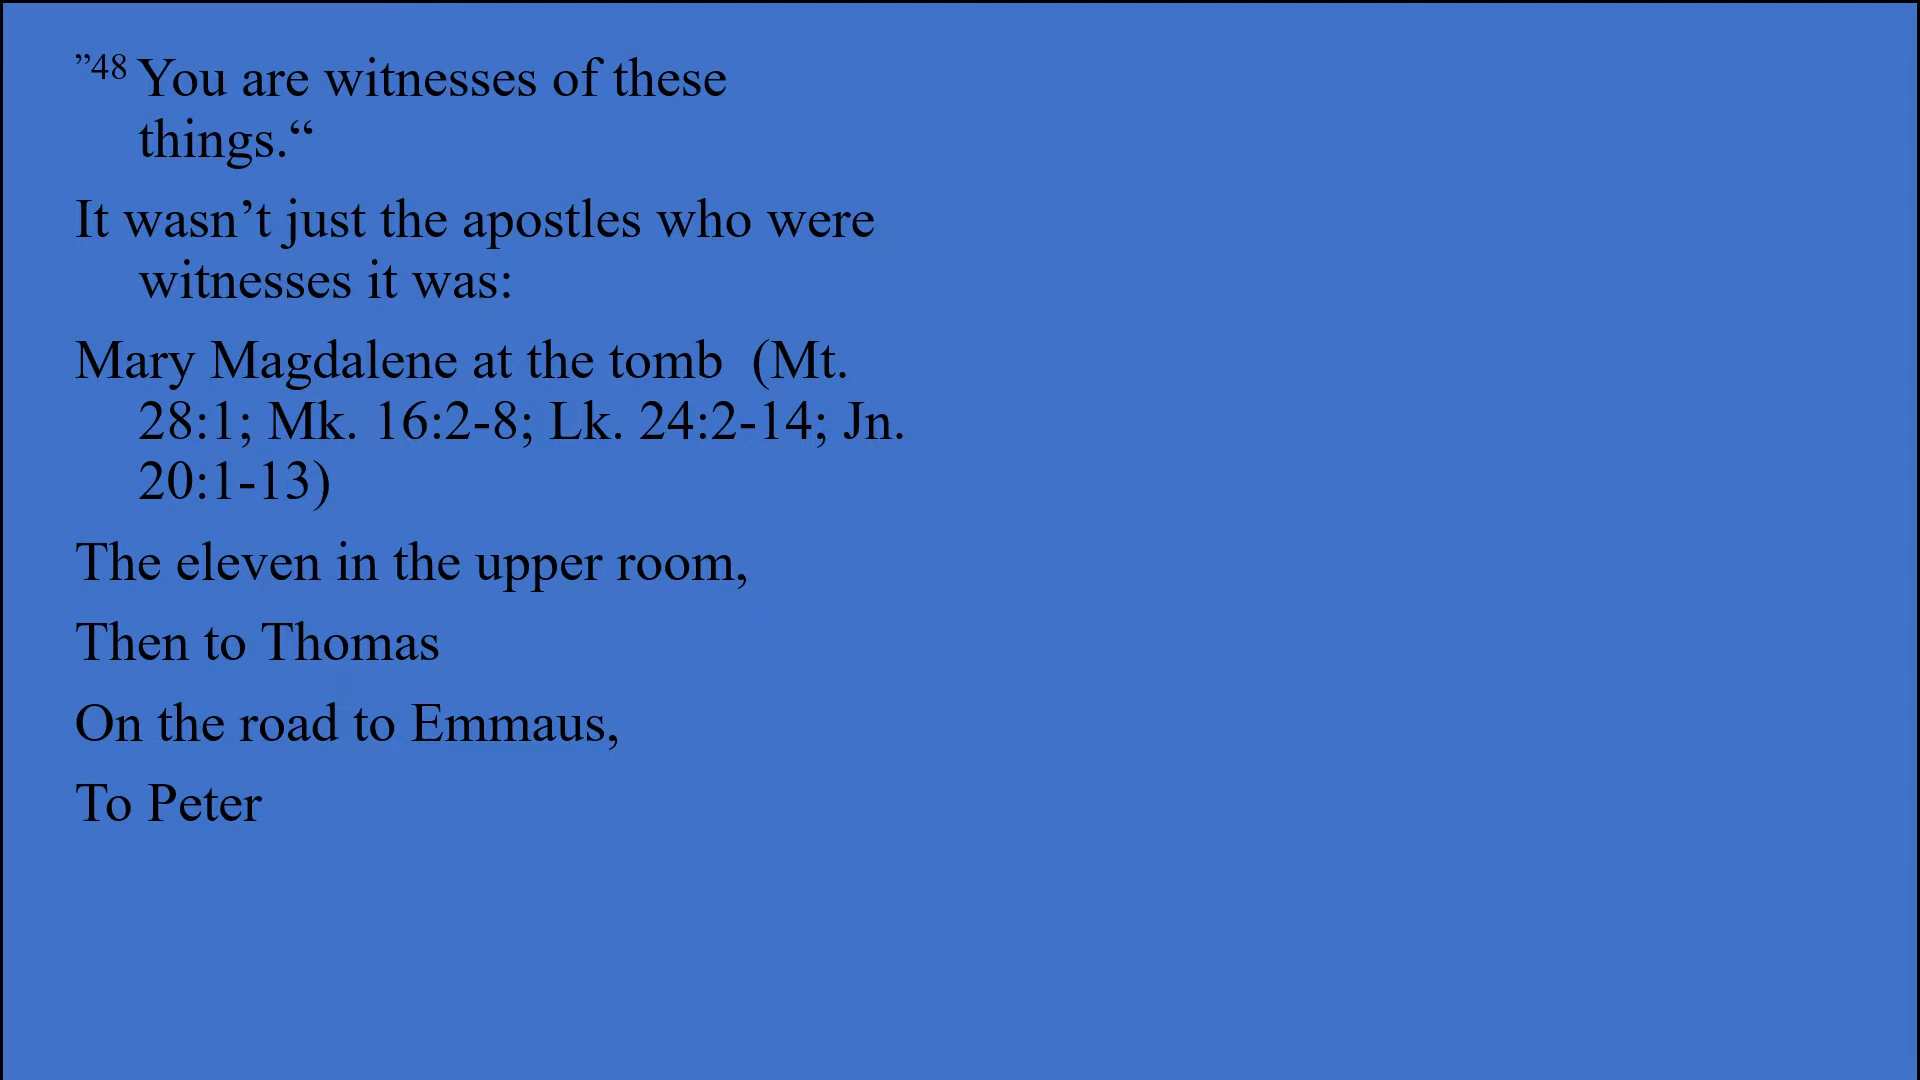 ”48 You are witnesses of these
things.“
It wasn’t just the apostles who were
witnesses it was:
Mary Magdalene at the tomb  (Mt.
28:1; Mk. 16:2-8; Lk. 24:2-14; Jn.
20:1-13)
The eleven in the upper room,
Then to Thomas
On the road to Emmaus,
To Peter